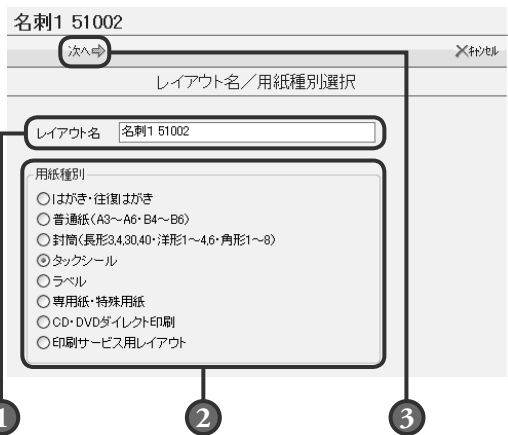 名刺1 51002
次へ キャンセル
レイアウト名／用紙種別選択
レイアウト名 名刺1 51002
用紙種別
はがき・往復はがき
普通紙(A3～A6・B4～B6)
封筒(長形3,4,30,40・洋形1～4,6・角形1～8)
タックシール
ラベル
専用紙・特殊用紙
CD・DVDダイレクト印刷
印刷サービス用レイアウト
1 2 3